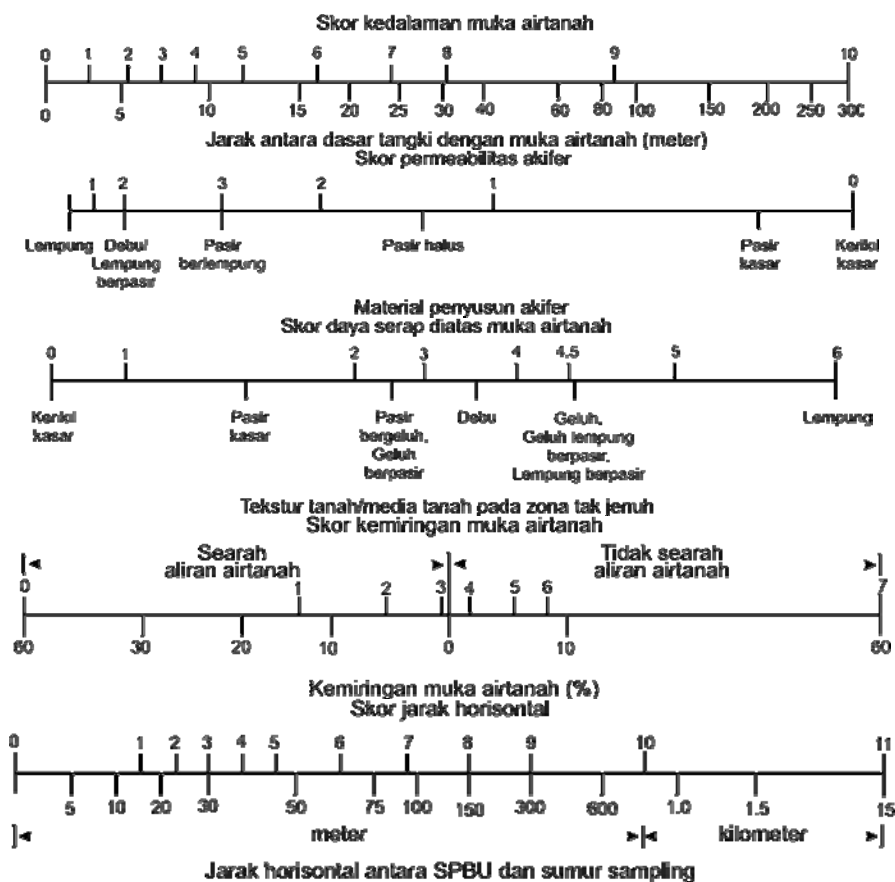 Skor kedalaman muka airtanah
0 1 2 3 4 5 6 7 8 9 10
0 5 10 15 20 25 30 40 60 80 100 150 200 250 300
Jarak antara dasar tangki dengan muka airtanah (meter)
Skor permeabilitas akifer
1 2 3 2 1 0
Lempung Debu/ Pasir Pasir halus Pasir Kerikil
Lempung berlempung kasar kasar
berpasir
Material penyusun akifer
Skor daya serap diatas muka airtanah
0 1 2 3 4 4.5 5 6
Kerikil Pasir Pasir Debu Geluh, Lempung
kasar kasar bergeluh, Geluh lempung
Geluh berpasir,
berpasir Lempung berpasir
Tekstur tanah/media tanah pada zona tak jenuh
Skor kemiringan muka airtanah
Searah Tidak searah
aliran airtanah aliran airtanah
0 1 2 3 4 5 6 7
60 30 20 10 0 10 60
Kemiringan muka airtanah (%)
Skor jarak horisontal
0 1 2 3 4 5 6 7 8 9 10 11
5 10 20 30 50 75 100 150 300 600 1.0 1.5 15
meter kilometer
Jarak horisontal antara SPBU dan sumur sampling